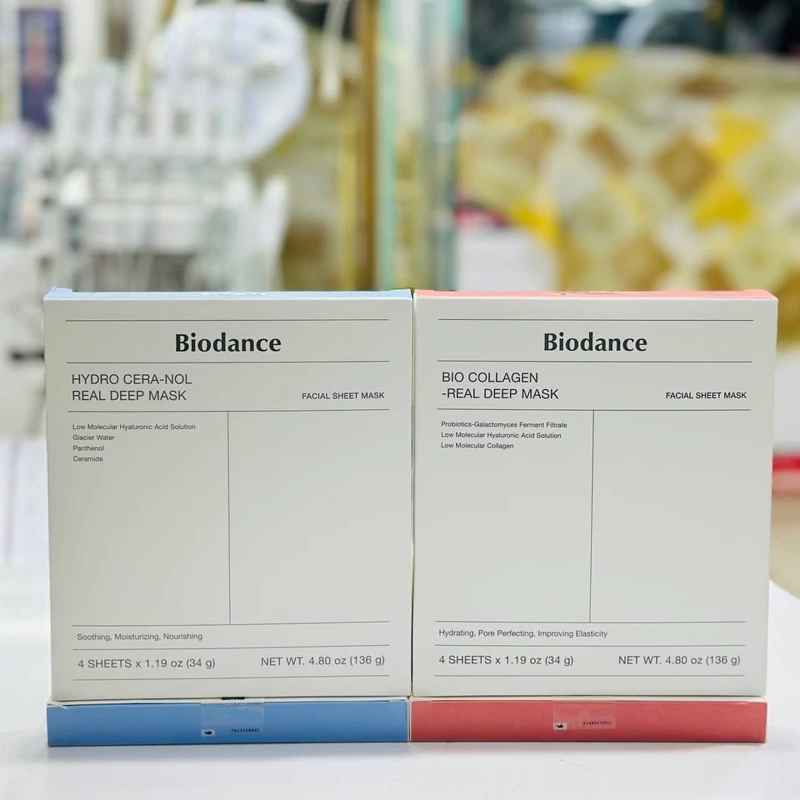 Biodance
HYDRO CERA-NOL
REAL DEEP MASK
FACIAL SHEET MASK
Low Molecular Hyaluronic Acid Solution
Glacier Water
Panthenol
Ceramide
Soothing, Moisturizing, Nourishing
4 SHEETS x 1.19 oz (34 g)
NET WT. 4.80 oz (136 g)
Biodance
BIO COLLAGEN
-REAL DEEP MASK
FACIAL SHEET MASK
Probiotics-Galactomyces Ferment Filtrate
Low Molecular Hyaluronic Acid Solution
Low Molecular Collagen
Hydrating, Pore Perfecting, Improving Elasticity
4 SHEETS x 1.19 oz (34 g)
NET WT. 4.80 oz (136 g)